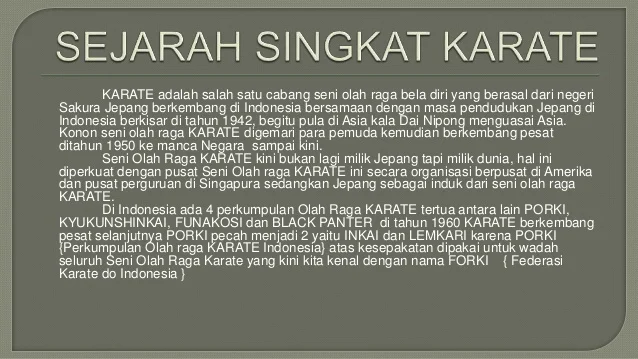 SEJARAH SINGKAT KARATE
KARATE adalah salah satu cabang seni olah raga bela diri yang berasal dari negeri
Sakura Jepang berkembang di Indonesia bersamaan dengan masa pendudukan Jepang di
Indonesia berkisar di tahun 1942, begitu pula di Asia kala Dai Nipong menguasai Asia.
Konon seni olah raga KARATE digemari para pemuda kemudian berkembang pesat
ditahun 1950 ke manca Negara sampai kini.
Seni Olah Raga KARATE kini bukan lagi milik Jepang tapi milik dunia, hal ini
diperkuat dengan pusat Seni Olah raga KARATE ini secara organisasi berpusat di Amerika
dan pusat perguruan di Singapura sedangkan Jepang sebagai induk dari seni olah raga
KARATE.
Di Indonesia ada 4 perkumpulan Olah Raga KARATE tertua antara lain PORKI,
KYUKUNSHINKAI, FUNAKOSI dan BLACK PANTER di tahun 1960 KARATE berkembang
pesat selanjutnya PORKI pecah menjadi 2 yaitu INKAI dan LEMKARI karena PORKI
{Perkumpulan Olah raga KARATE Indonesia} atas kesepakatan dipakai untuk wadah
seluruh Seni Olah Raga Karate yang kini kita kenal dengan nama FORKI { Federasi
Karate do Indonesia }